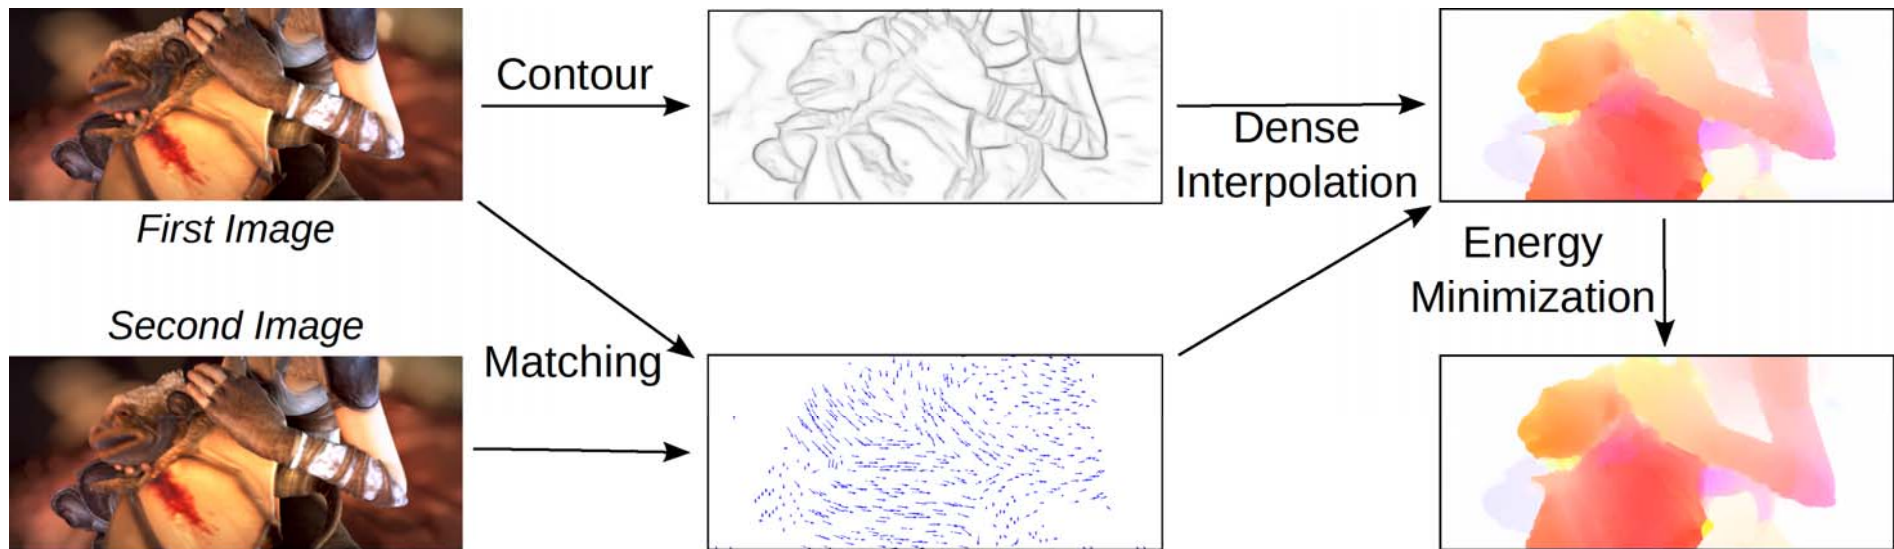 Contour
Dense
Interpolation
First Image
Energy
Minimization
Second Image
Matching